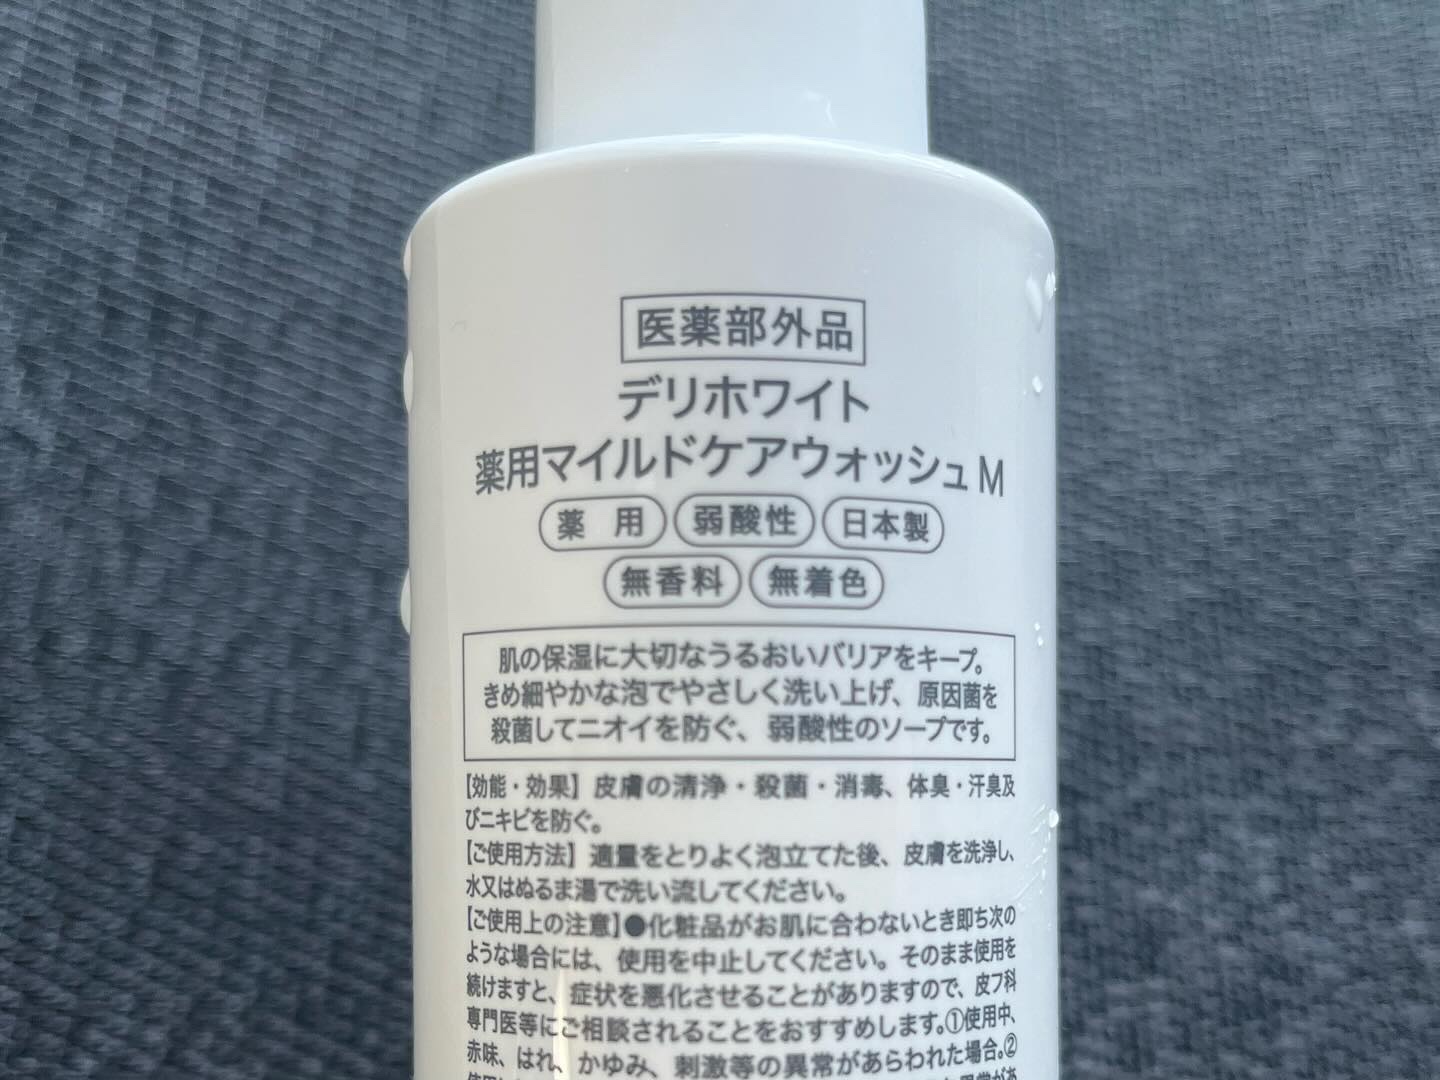 医薬部外品
デリホワイト
薬用マイルドケアウォッシュM
薬 用 弱酸性 日本製
無香料 無着色
肌の保湿に大切なうるおいバリアをキープ。
きめ細やかな泡でやさしく洗い上げ、原因菌を
殺菌してニオイを防ぐ、弱酸性のソープです。
【効能・効果】皮膚の清浄・殺菌・消毒、体臭・汗臭及
びニキビを防ぐ。
【ご使用方法】適量をとりよく泡立てた後、皮膚を洗浄し、
水又はぬるま湯で洗い流してください。
【ご使用上の注意】●化粧品がお肌に合わないとき即ち次の
ような場合には、使用を中止してください。そのまま使用を
続けますと、症状を悪化させることがありますので、皮フ科
専門医等にご相談されることをおすすめします。①使用中、
赤味、はれ、かゆみ、刺激等の異常があらわれた場合。②